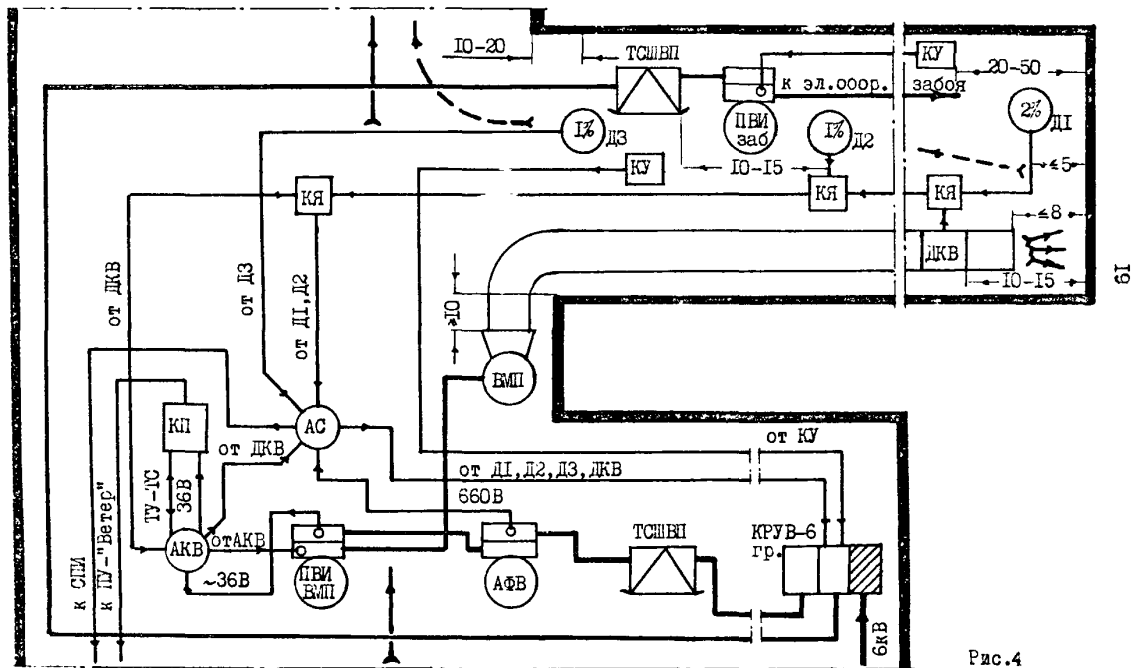 10-20
ТСШВП
КУ
20-50
к эл.обор. забоя
2%
Д1
1%
Д3
ПВИ
заб
1%
Д2
10-15
≤5
КУ
КЯ
КЯ
КЯ
≤8
ДКВ
10-15
от ДКВ
от Д3
от Д1,Д2
≥10
61
ВМП
КП
АС
от КУ
от ДКВ
от Д1,Д2,Д3,ДКВ
ТУ-ТС
36В
660В
КРУВ-6
гр.
ТСШВП
АКВ
отАКВ
~36В
ПВИ
ВМП
АФВ
к СПИ
к ПУ-"Ветер"
6кВ
Рис.4